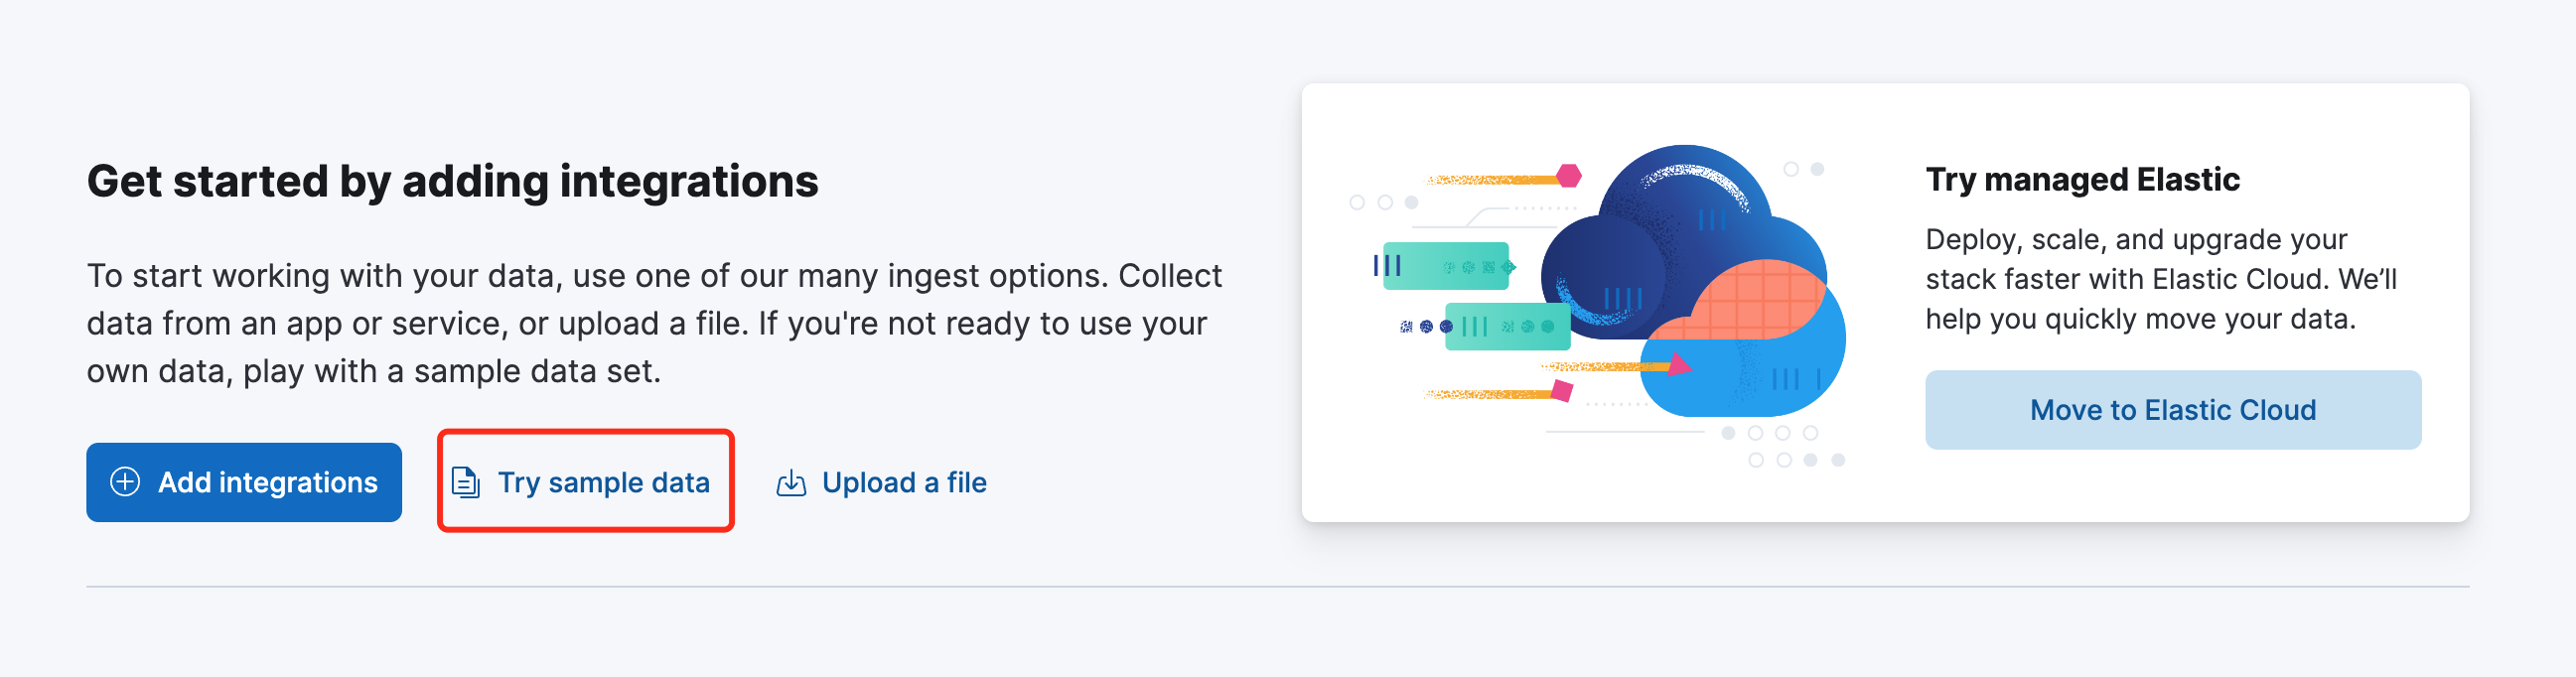 Get started by adding integrations
To start working with your data, use one of our many ingest options. Collect
data from an app or service, or upload a file. If you're not ready to use your
own data, play with a sample data set.
Add integrations
Try sample data
Upload a file
Try managed Elastic
Deploy, scale, and upgrade your
stack faster with Elastic Cloud. We’ll
help you quickly move your data.
Move to Elastic Cloud